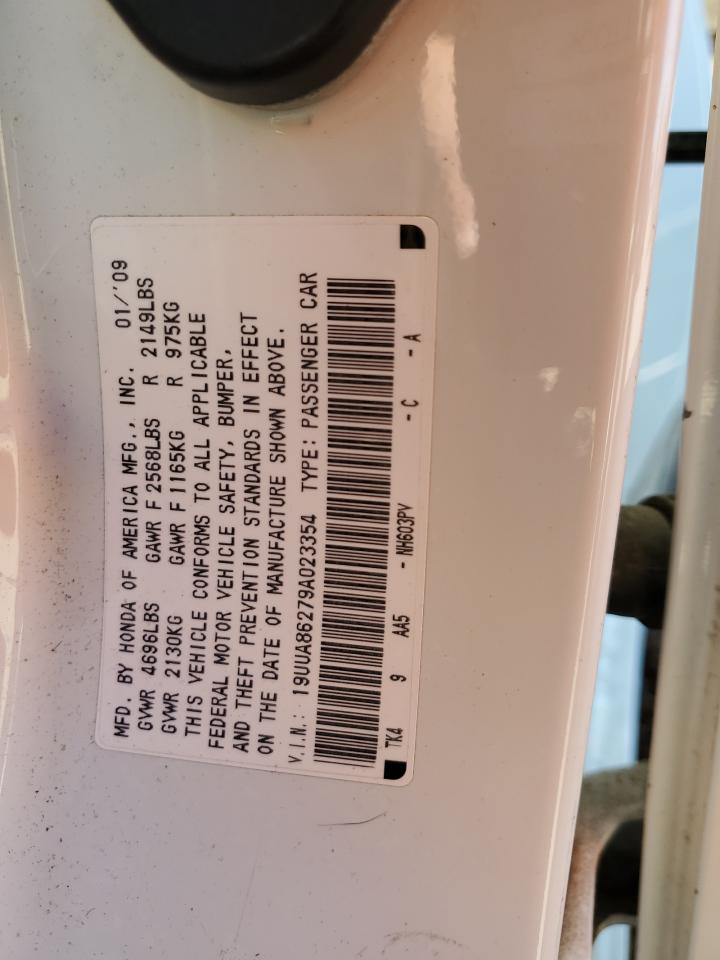 MFD. BY HONDA OF AMERICA MFG., INC. 01/'09
GVWR 4696LBS GAWR F 2568LBS R 2149LBS
GVWR 2130KG GAWR F 1165KG R 975KG
THIS VEHICLE CONFORMS TO ALL APPLICABLE
FEDERAL MOTOR VEHICLE SAFETY, BUMPER,
AND THEFT PREVENTION STANDARDS IN EFFECT
ON THE DATE OF MANUFACTURE SHOWN ABOVE.
V.I.N.: 19UUA86279A023354 TYPE: PASSENGER CAR
TK4 9 AA5 - NH603PV - C - A